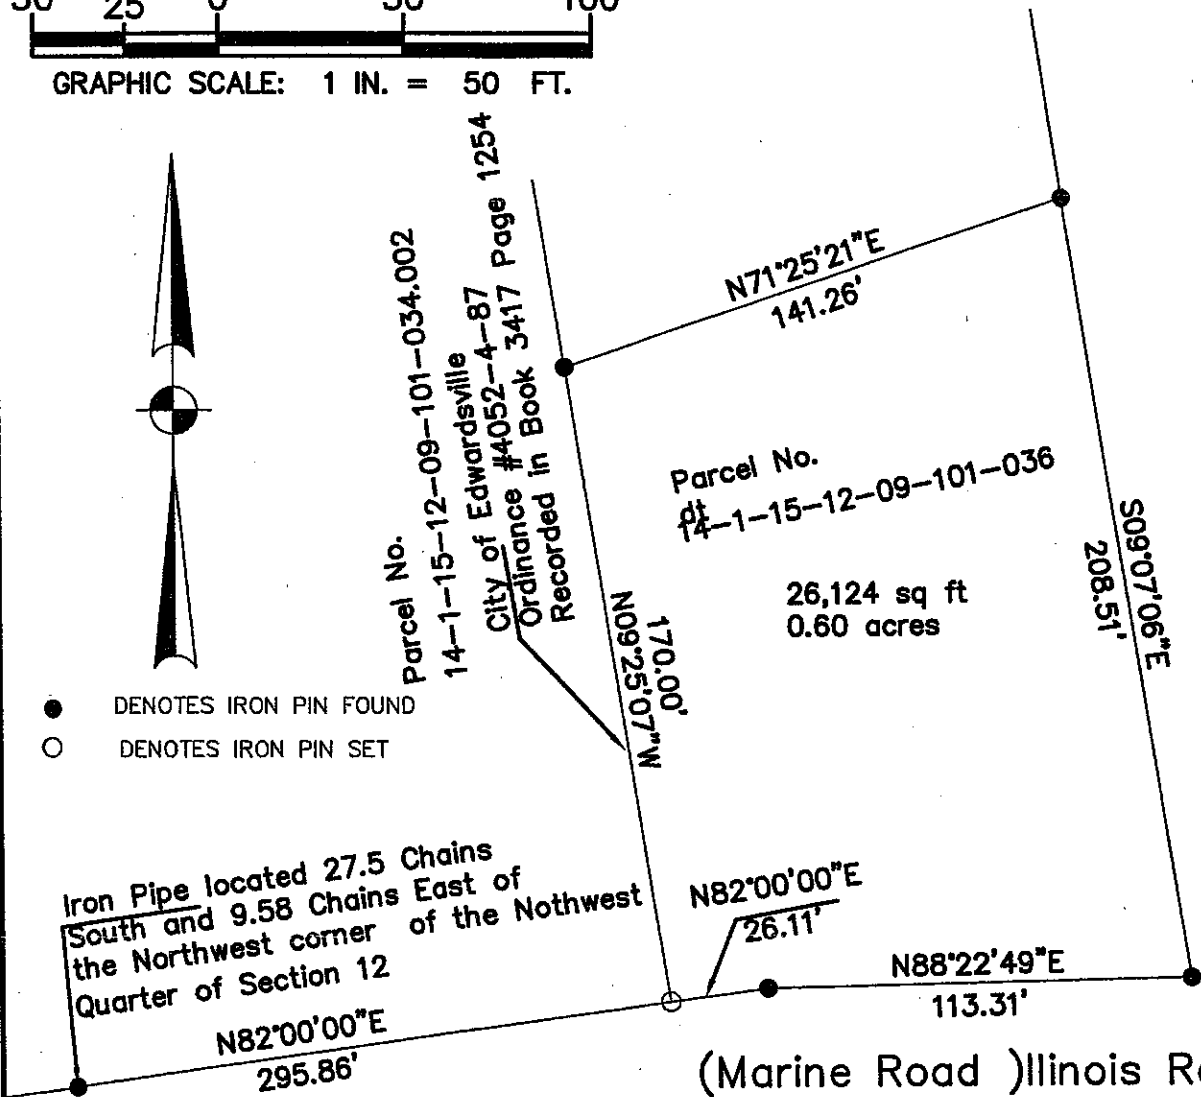 50 25 0 50 100
GRAPHIC SCALE: 1 IN. = 50 FT.
Parcel No.
14-1-15-12-09-101-034.002
City of Edwardsville
Ordinance #4052-4-87
Recorded in Book 3417 Page 1254
N71°25'21"E
141.26'
Parcel No.
14-1-15-12-09-101-036
26,124 sq ft
0.60 acres
S09°07'06"E
208.51'
170.00'
N09°25'07"W
DENOTES IRON PIN FOUND
DENOTES IRON PIN SET
Iron Pipe located 27.5 Chains
South and 9.58 Chains East of
the Northwest corner of the Nothwest
Quarter of Section 12
N82°00'00"E
26.11'
N88°22'49"E
113.31'
N82°00'00"E
295.86'
(Marine Road )Ilinois